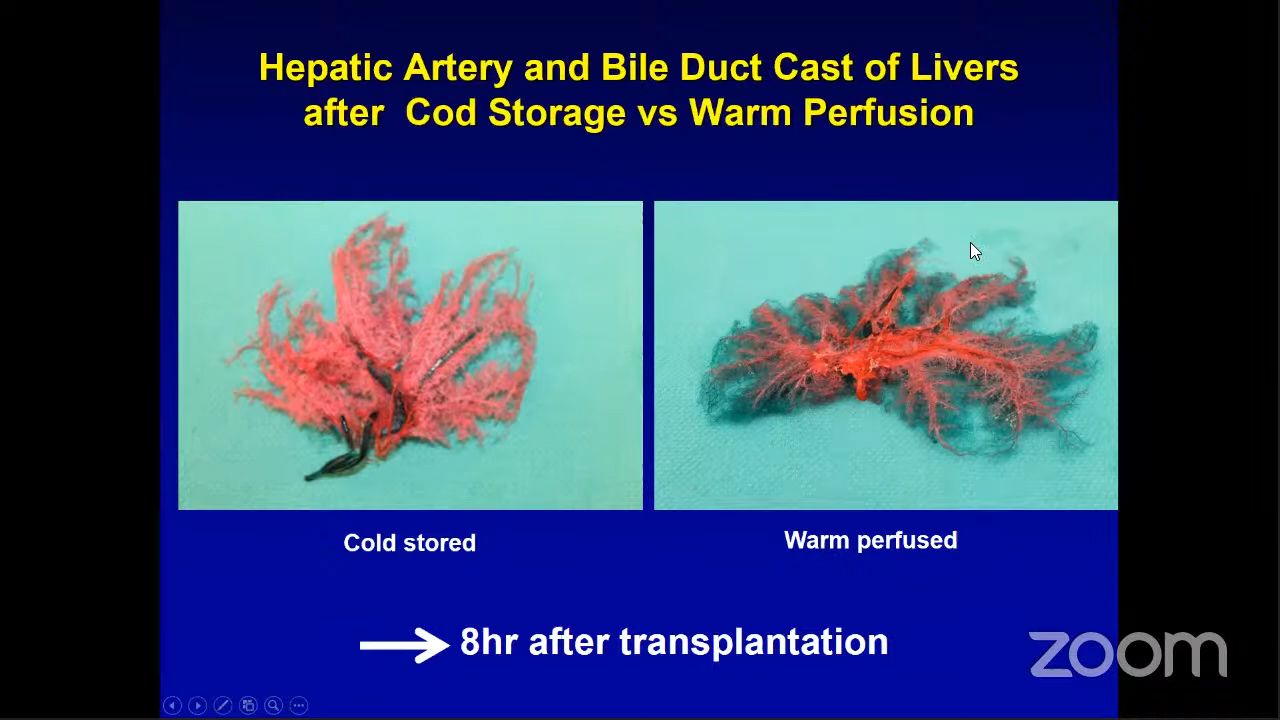 Hepatic Artery and Bile Duct Cast of Livers
after Cod Storage vs Warm Perfusion
Cold stored
Warm perfused
8hr after transplantation
zoom